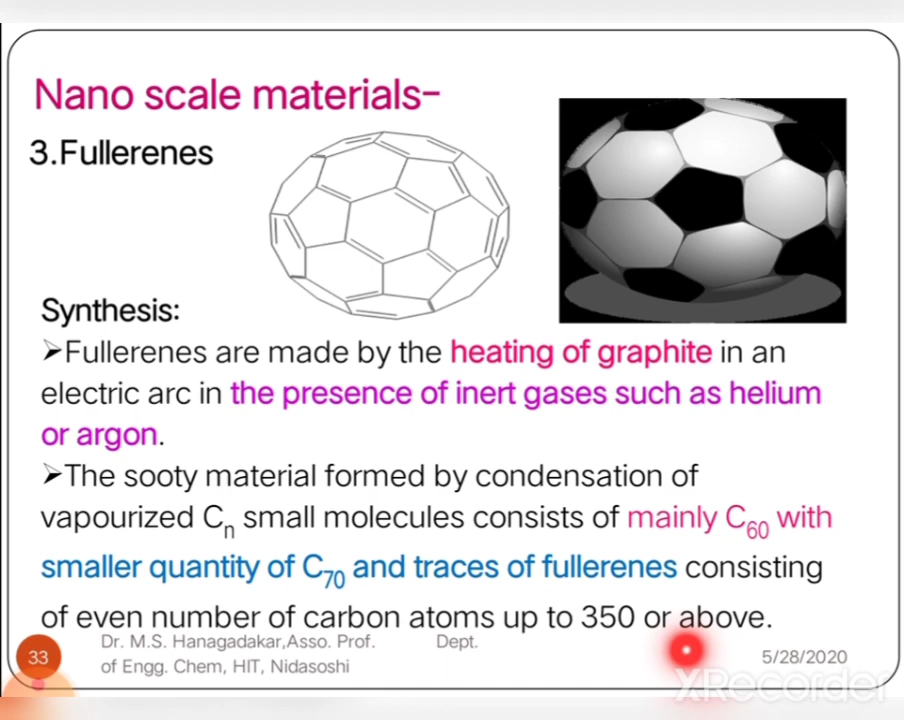 Nano scale materials–
3.Fullerenes
Synthesis:
➢Fullerenes are made by the heating of graphite in an
electric arc in the presence of inert gases such as helium
or argon.
➢The sooty material formed by condensation of
vapourized Cn small molecules consists of mainly C60 with
smaller quantity of C70 and traces of fullerenes consisting
of even number of carbon atoms up to 350 or above.
Dr. M.S. Hanagadakar,Asso. Prof. Dept.
of Engg. Chem, HIT, Nidasoshi
33
5/28/2020
XRecorder